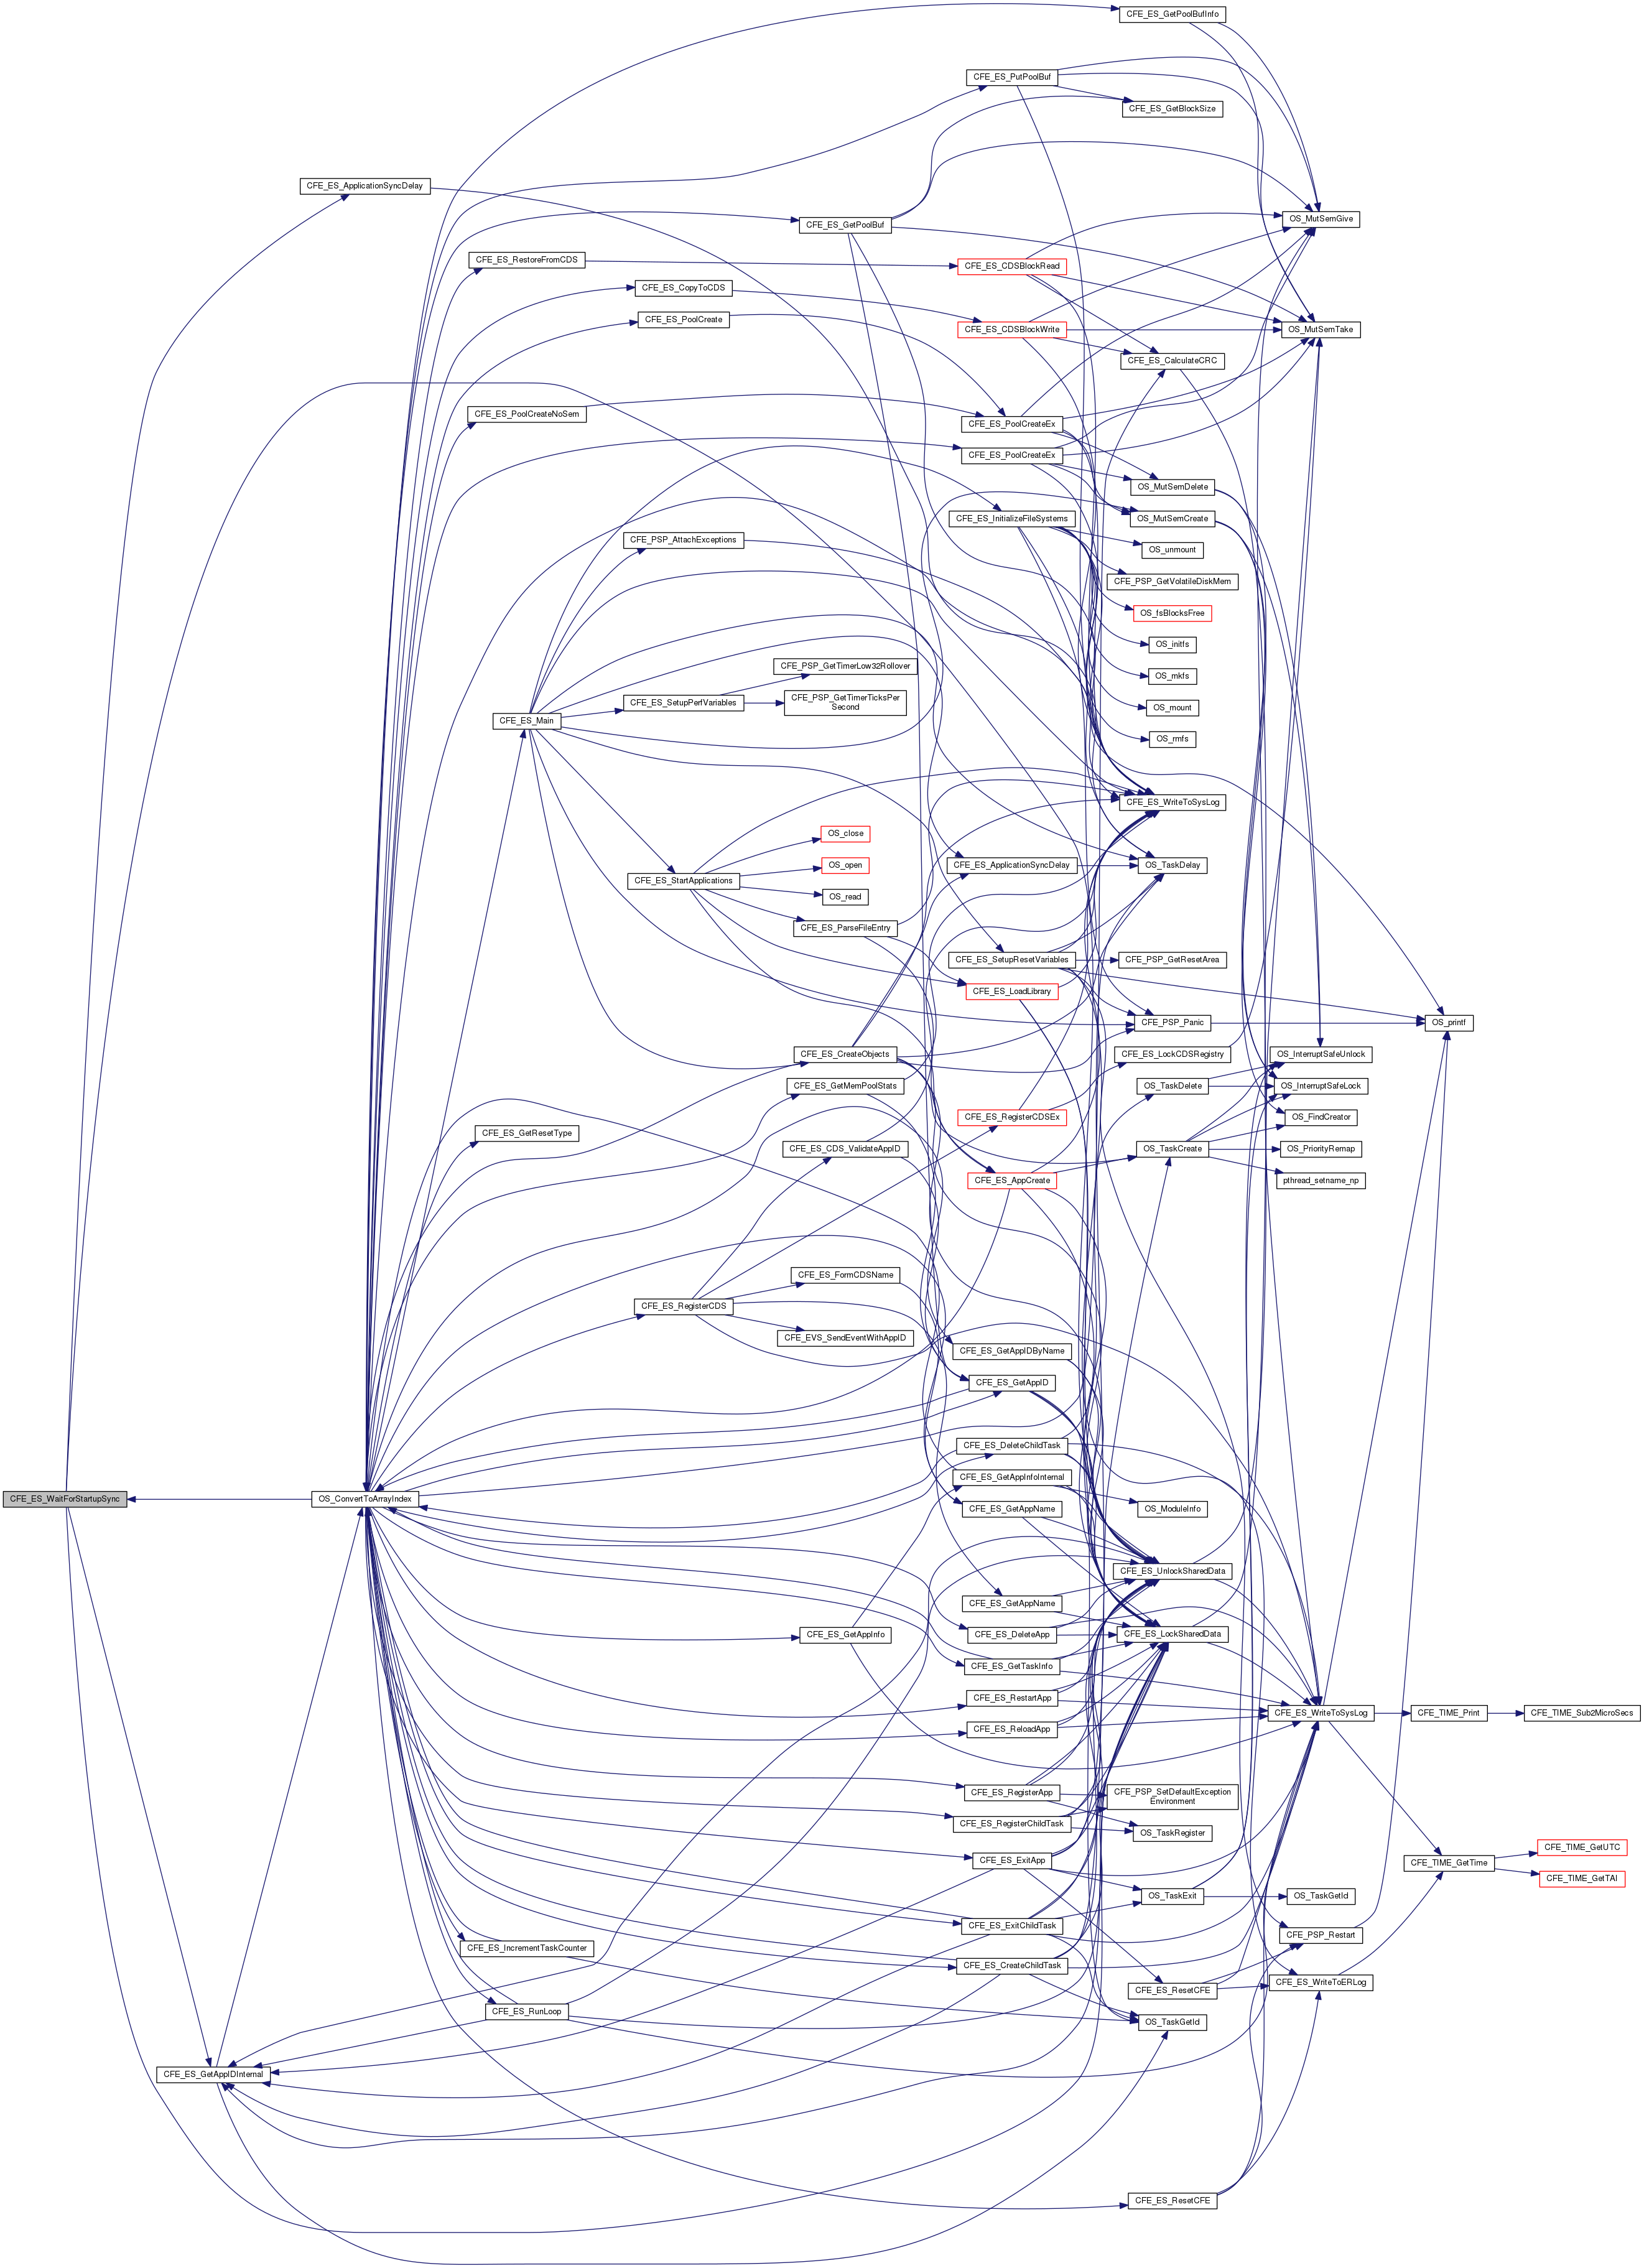 CFE_ES_GetPoolBufInfo
CFE_ES_PutPoolBuf
CFE_ES_GetBlockSize
CFE_ES_ApplicationSyncDelay
OS_MutSemGive
CFE_ES_GetPoolBuf
CFE_ES_RestoreFromCDS
CFE_ES_CDSBlockRead
CFE_ES_CopyToCDS
CFE_ES_PoolCreate
CFE_ES_CDSBlockWrite
OS_MutSemTake
CFE_ES_CalculateCRC
CFE_ES_PoolCreateNoSem
CFE_ES_PoolCreateEx
CFE_ES_PoolCreateEx
OS_MutSemDelete
CFE_ES_InitializeFileSystems
OS_MutSemCreate
CFE_PSP_AttachExceptions
OS_unmount
CFE_PSP_GetVolatileDiskMem
OS_fsBlocksFree
OS_initfs
CFE_PSP_GetTimerLow32Rollover
OS_mkfs
CFE_ES_SetupPerfVariables
CFE_PSP_GetTimerTicksPer
Second
OS_mount
CFE_ES_Main
OS_rmfs
CFE_ES_WriteToSysLog
OS_close
OS_open
CFE_ES_ApplicationSyncDelay
OS_TaskDelay
CFE_ES_StartApplications
OS_read
CFE_ES_ParseFileEntry
CFE_ES_SetupResetVariables
CFE_PSP_GetResetArea
CFE_ES_LoadLibrary
CFE_PSP_Panic
OS_printf
CFE_ES_CreateObjects
CFE_ES_LockCDSRegistry
OS_InterruptSafeUnlock
CFE_ES_GetMemPoolStats
OS_TaskDelete
OS_InterruptSafeLock
CFE_ES_RegisterCDSEx
OS_FindCreator
CFE_ES_GetResetType
CFE_ES_CDS_ValidateAppID
OS_TaskCreate
OS_PriorityRemap
CFE_ES_AppCreate
pthread_setname_np
CFE_ES_FormCDSName
CFE_ES_RegisterCDS
CFE_EVS_SendEventWithAppID
CFE_ES_GetAppIDByName
CFE_ES_GetAppID
CFE_ES_DeleteChildTask
CFE_ES_GetAppInfoInternal
CFE_ES_WaitForStartupSync
OS_ConvertToArrayIndex
CFE_ES_GetAppName
OS_ModuleInfo
CFE_ES_UnlockSharedData
CFE_ES_GetAppName
CFE_ES_GetAppInfo
CFE_ES_DeleteApp
CFE_ES_LockSharedData
CFE_ES_GetTaskInfo
CFE_ES_RestartApp
CFE_ES_WriteToSysLog
CFE_TIME_Print
CFE_TIME_Sub2MicroSecs
CFE_ES_ReloadApp
CFE_ES_RegisterApp
CFE_PSP_SetDefaultException
Environment
CFE_ES_RegisterChildTask
OS_TaskRegister
CFE_TIME_GetUTC
CFE_ES_ExitApp
CFE_TIME_GetTime
CFE_TIME_GetTAI
OS_TaskExit
OS_TaskGetId
CFE_ES_ExitChildTask
CFE_PSP_Restart
CFE_ES_IncrementTaskCounter
CFE_ES_CreateChildTask
CFE_ES_ResetCFE
CFE_ES_WriteToERLog
CFE_ES_RunLoop
OS_TaskGetId
CFE_ES_GetAppIDInternal
CFE_ES_ResetCFE